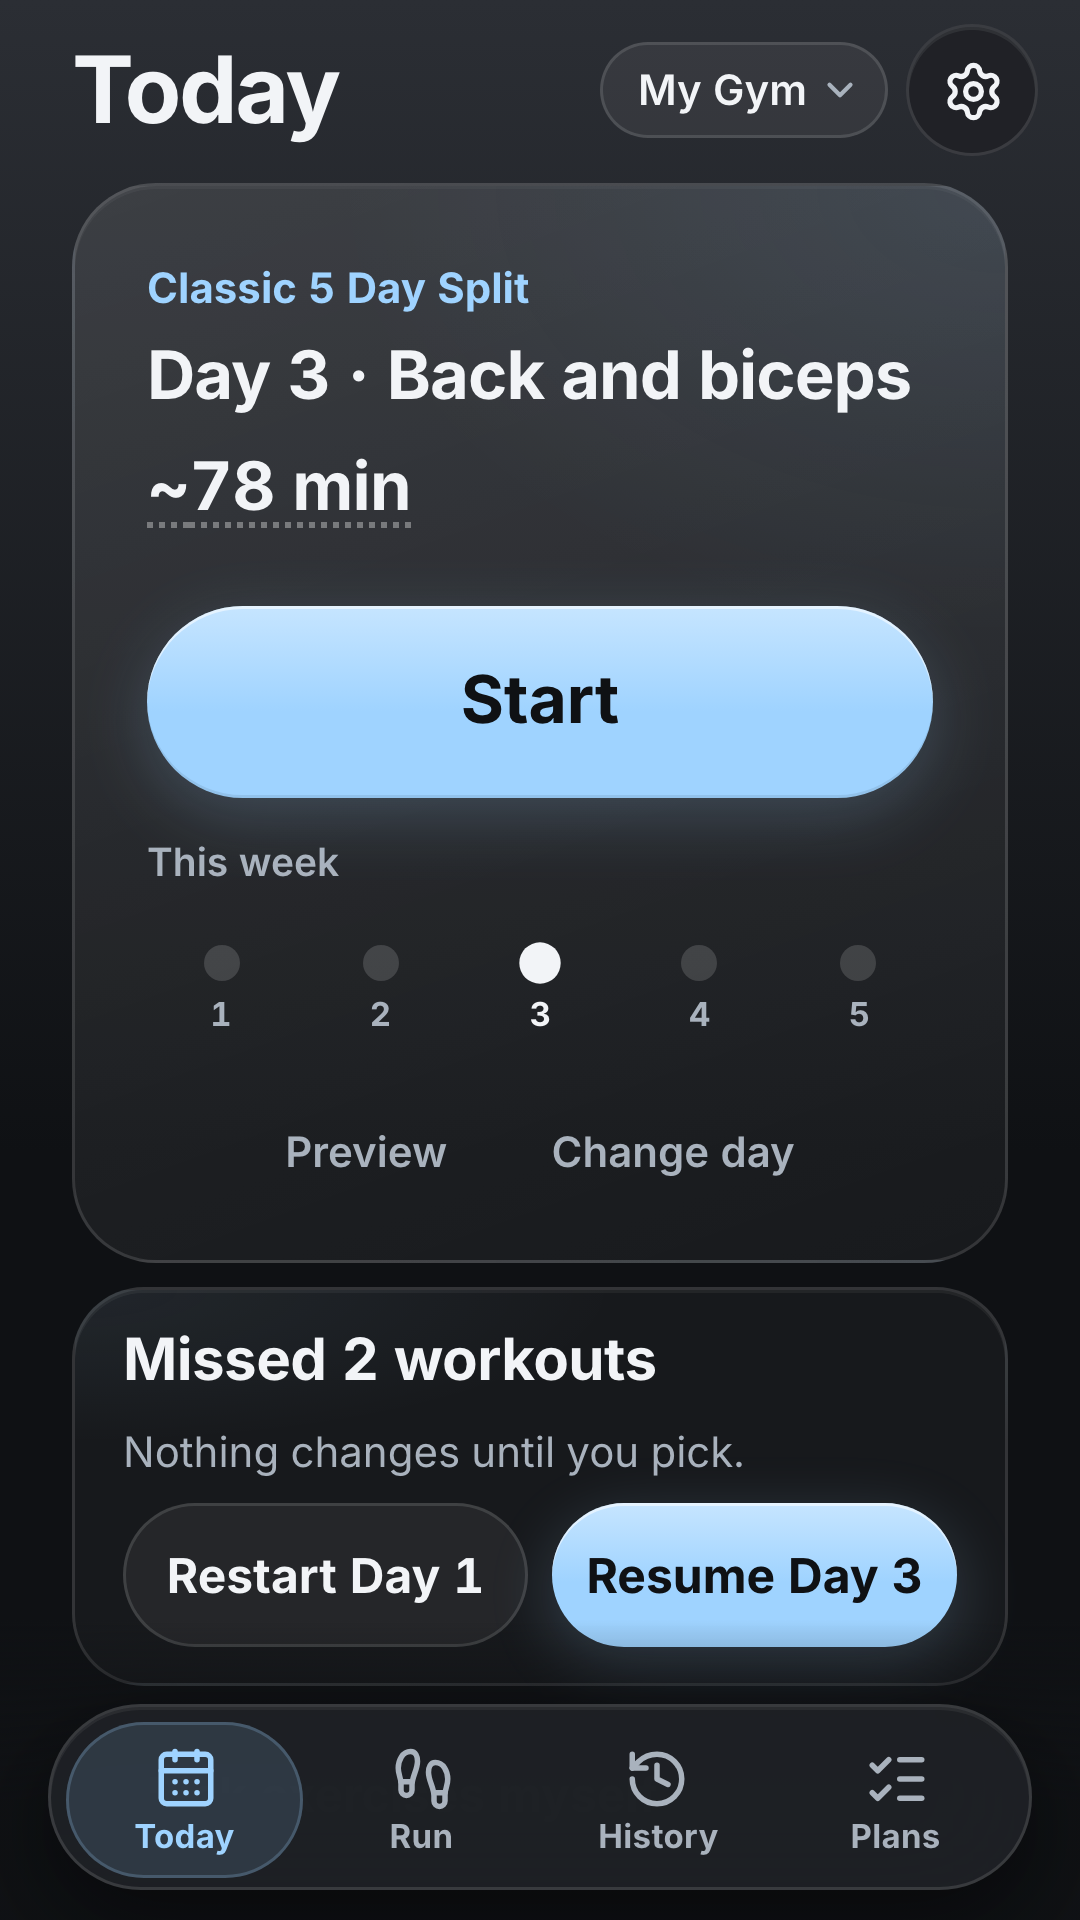 Today
My Gym
Classic 5 Day Split
Day 3 · Back and biceps
~78 min
Start
This week
1 2 3 4 5
Preview Change day
Missed 2 workouts
Nothing changes until you pick.
Restart Day 1 Resume Day 3
Today Run History Plans